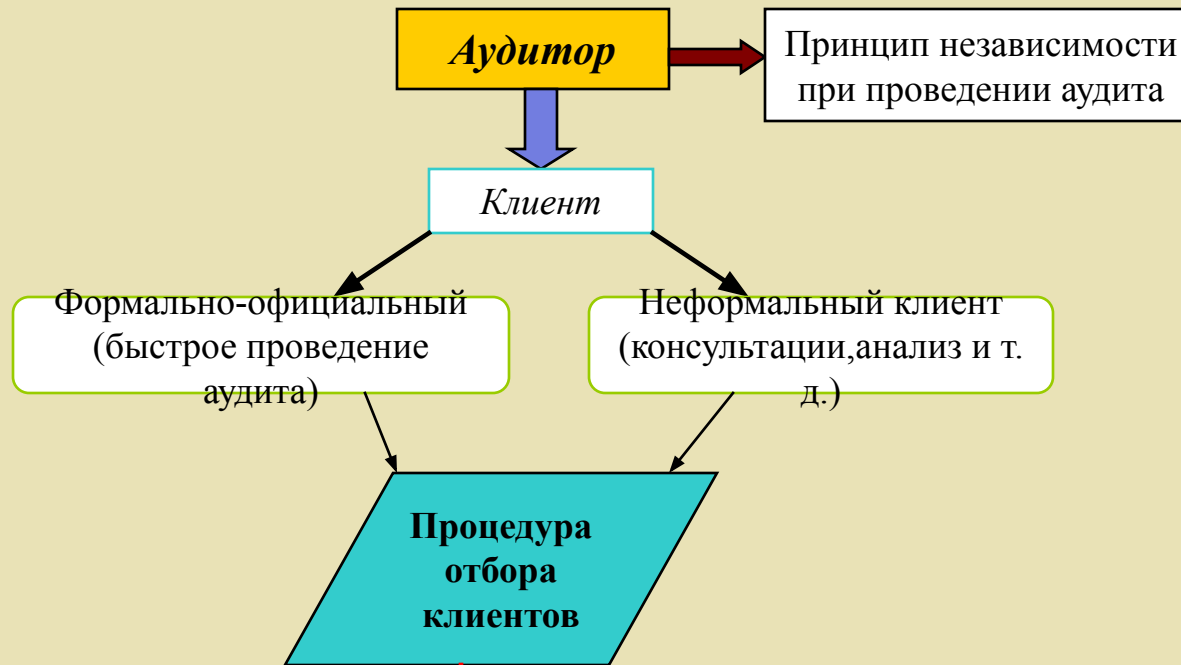 Аудитор
Принцип независимости
при проведении аудита
Клиент
Формально-официальный
(быстрое проведение
аудита)
Неформальный клиент
(консультации,анализ и т.
д.)
Процедура
отбора
клиентов